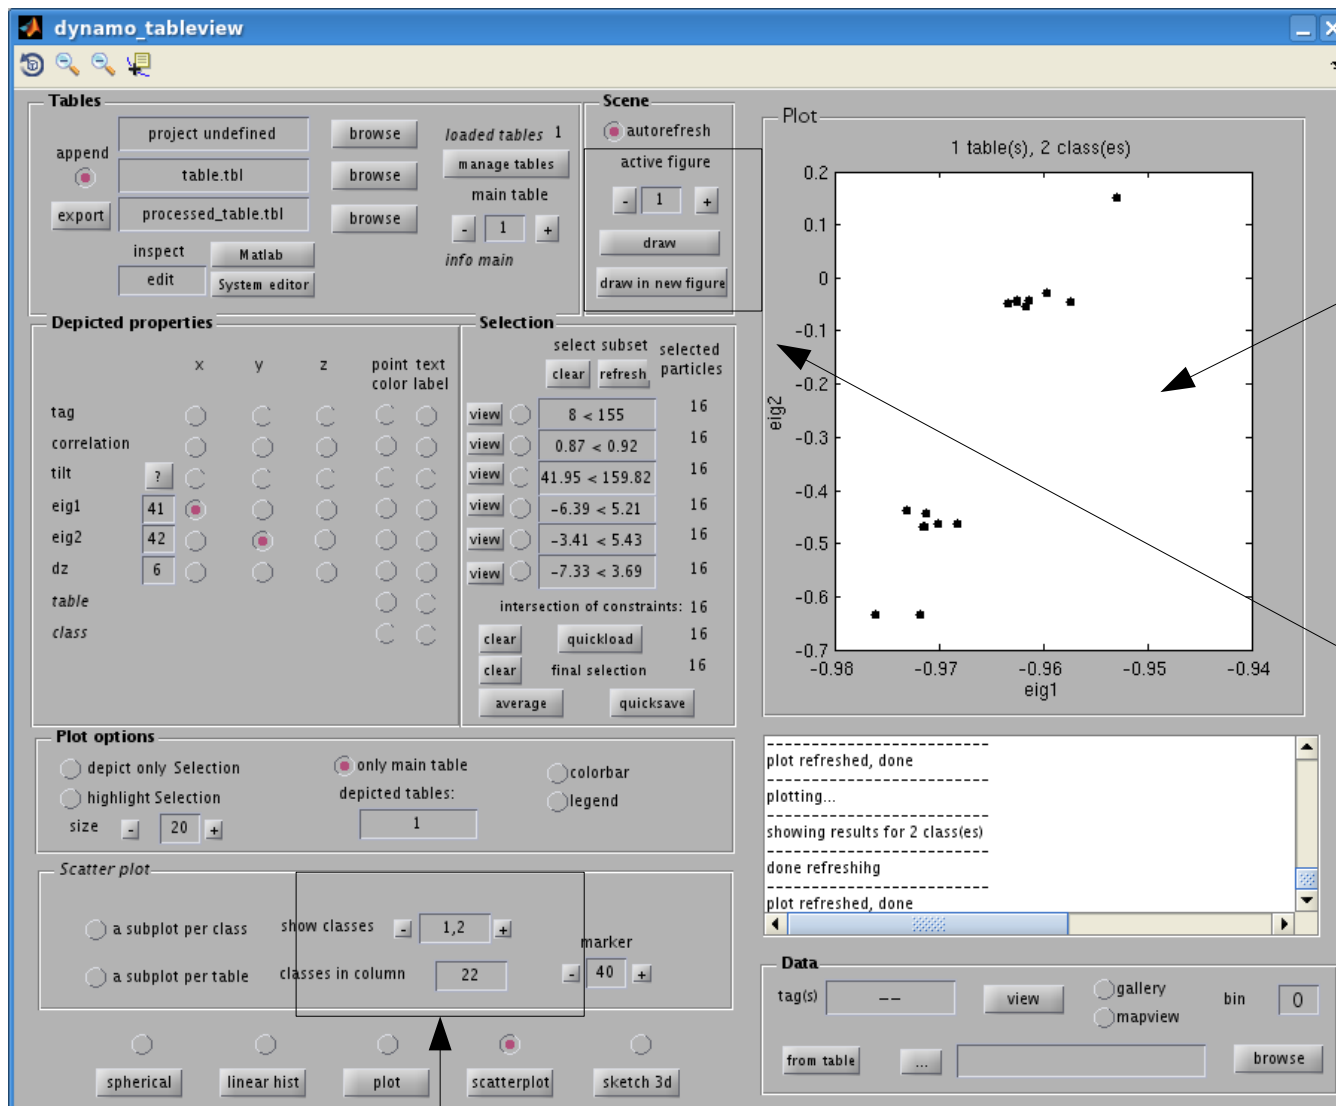 dynamo_tableview
Tables
project undefined
browse
loaded tables 1
append
table.tbl
browse
manage tables
main table
export
processed_table.tbl
browse
- 1 +
inspect
Matlab
info main
edit
System editor
Scene
autorefresh
active figure
- 1 +
draw
draw in new figure
Depicted properties
x y z point color text label
tag
correlation
tilt ?
eig1 41
eig2 42
dz 6
table
class
Selection
select subset
selected particles
clear refresh
view 8 < 155 16
view 0.87 < 0.92 16
view 41.95 < 159.82 16
view -6.39 < 5.21 16
view -3.41 < 5.43 16
view -7.33 < 3.69 16
intersection of constraints: 16
clear quickload 16
clear final selection 16
average quicksave
Plot
1 table(s), 2 class(es)
0.2
0.1
0
-0.1
-0.2
-0.3
-0.4
-0.5
-0.6
-0.7
eig2
-0.98 -0.97 -0.96 -0.95 -0.94
eig1
Plot options
depict only Selection
only main table
colorbar
highlight Selection
depicted tables:
legend
size - 20 +
1
------------------------
plot refreshed, done
------------------------
plotting...
------------------------
showing results for 2 class(es)
------------------------
done refreshihg
------------------------
plot refreshed, done
Scatter plot
a subplot per class
show classes - 1,2 +
marker
a subplot per table
classes in column 22
- 40 +
spherical
linear hist
plot
scatterplot
sketch 3d
Data
tag(s) -- view
gallery
mapview
bin 0
from table ... browse